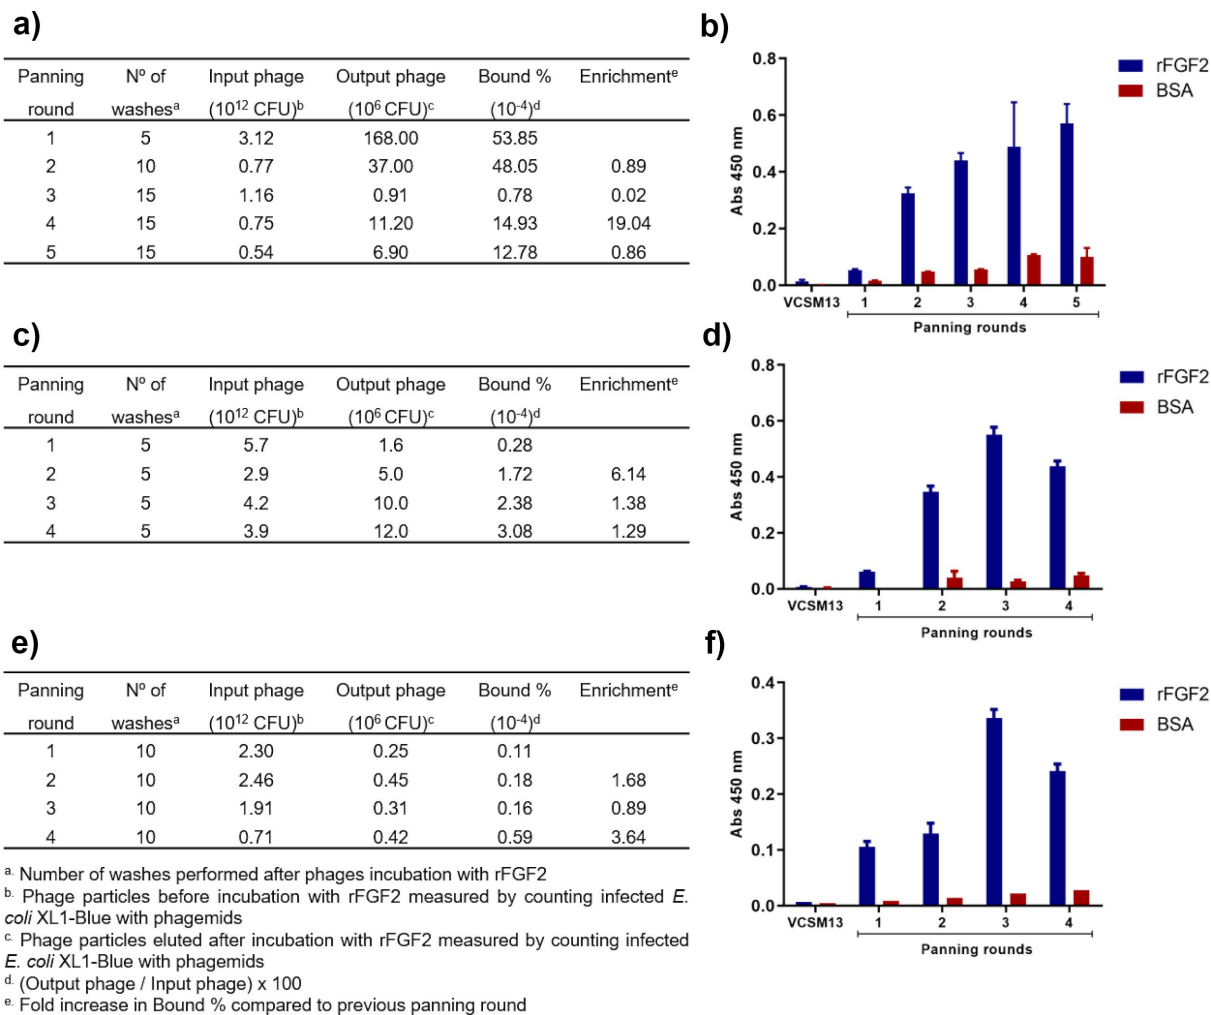 a)
Panning Nº of Input phage Output phage Bound % Enrichmentᵉ
round washesᵃ (10¹² CFU)ᵇ (10⁶ CFU)ᶜ (10⁻⁴)ᵈ
1 5 3.12 168.00 53.85
2 10 0.77 37.00 48.05 0.89
3 15 1.16 0.91 0.78 0.02
4 15 0.75 11.20 14.93 19.04
5 15 0.54 6.90 12.78 0.86
b)
rFGF2
BSA
Abs 450 nm
0.8
0.6
0.4
0.2
0.0
VCSM13 1 2 3 4 5
Panning rounds
c)
Panning Nº of Input phage Output phage Bound % Enrichmentᵉ
round washesᵃ (10¹² CFU)ᵇ (10⁶ CFU)ᶜ (10⁻⁴)ᵈ
1 5 5.7 1.6 0.28
2 5 2.9 5.0 1.72 6.14
3 5 4.2 10.0 2.38 1.38
4 5 3.9 12.0 3.08 1.29
d)
rFGF2
BSA
Abs 450 nm
0.8
0.6
0.4
0.2
0.0
VCSM13 1 2 3 4
Panning rounds
e)
Panning Nº of Input phage Output phage Bound % Enrichmentᵉ
round washesᵃ (10¹² CFU)ᵇ (10⁶ CFU)ᶜ (10⁻⁴)ᵈ
1 10 2.30 0.25 0.11
2 10 2.46 0.45 0.18 1.68
3 10 1.91 0.31 0.16 0.89
4 10 0.71 0.42 0.59 3.64
f)
rFGF2
BSA
Abs 450 nm
0.4
0.3
0.2
0.1
0.0
VCSM13 1 2 3 4
Panning rounds
a. Number of washes performed after phages incubation with rFGF2
b. Phage particles before incubation with rFGF2 measured by counting infected E.
coli XL1-Blue with phagemids
c. Phage particles eluted after incubation with rFGF2 measured by counting infected
E. coli XL1-Blue with phagemids
d. (Output phage / Input phage) x 100
e. Fold increase in Bound % compared to previous panning round